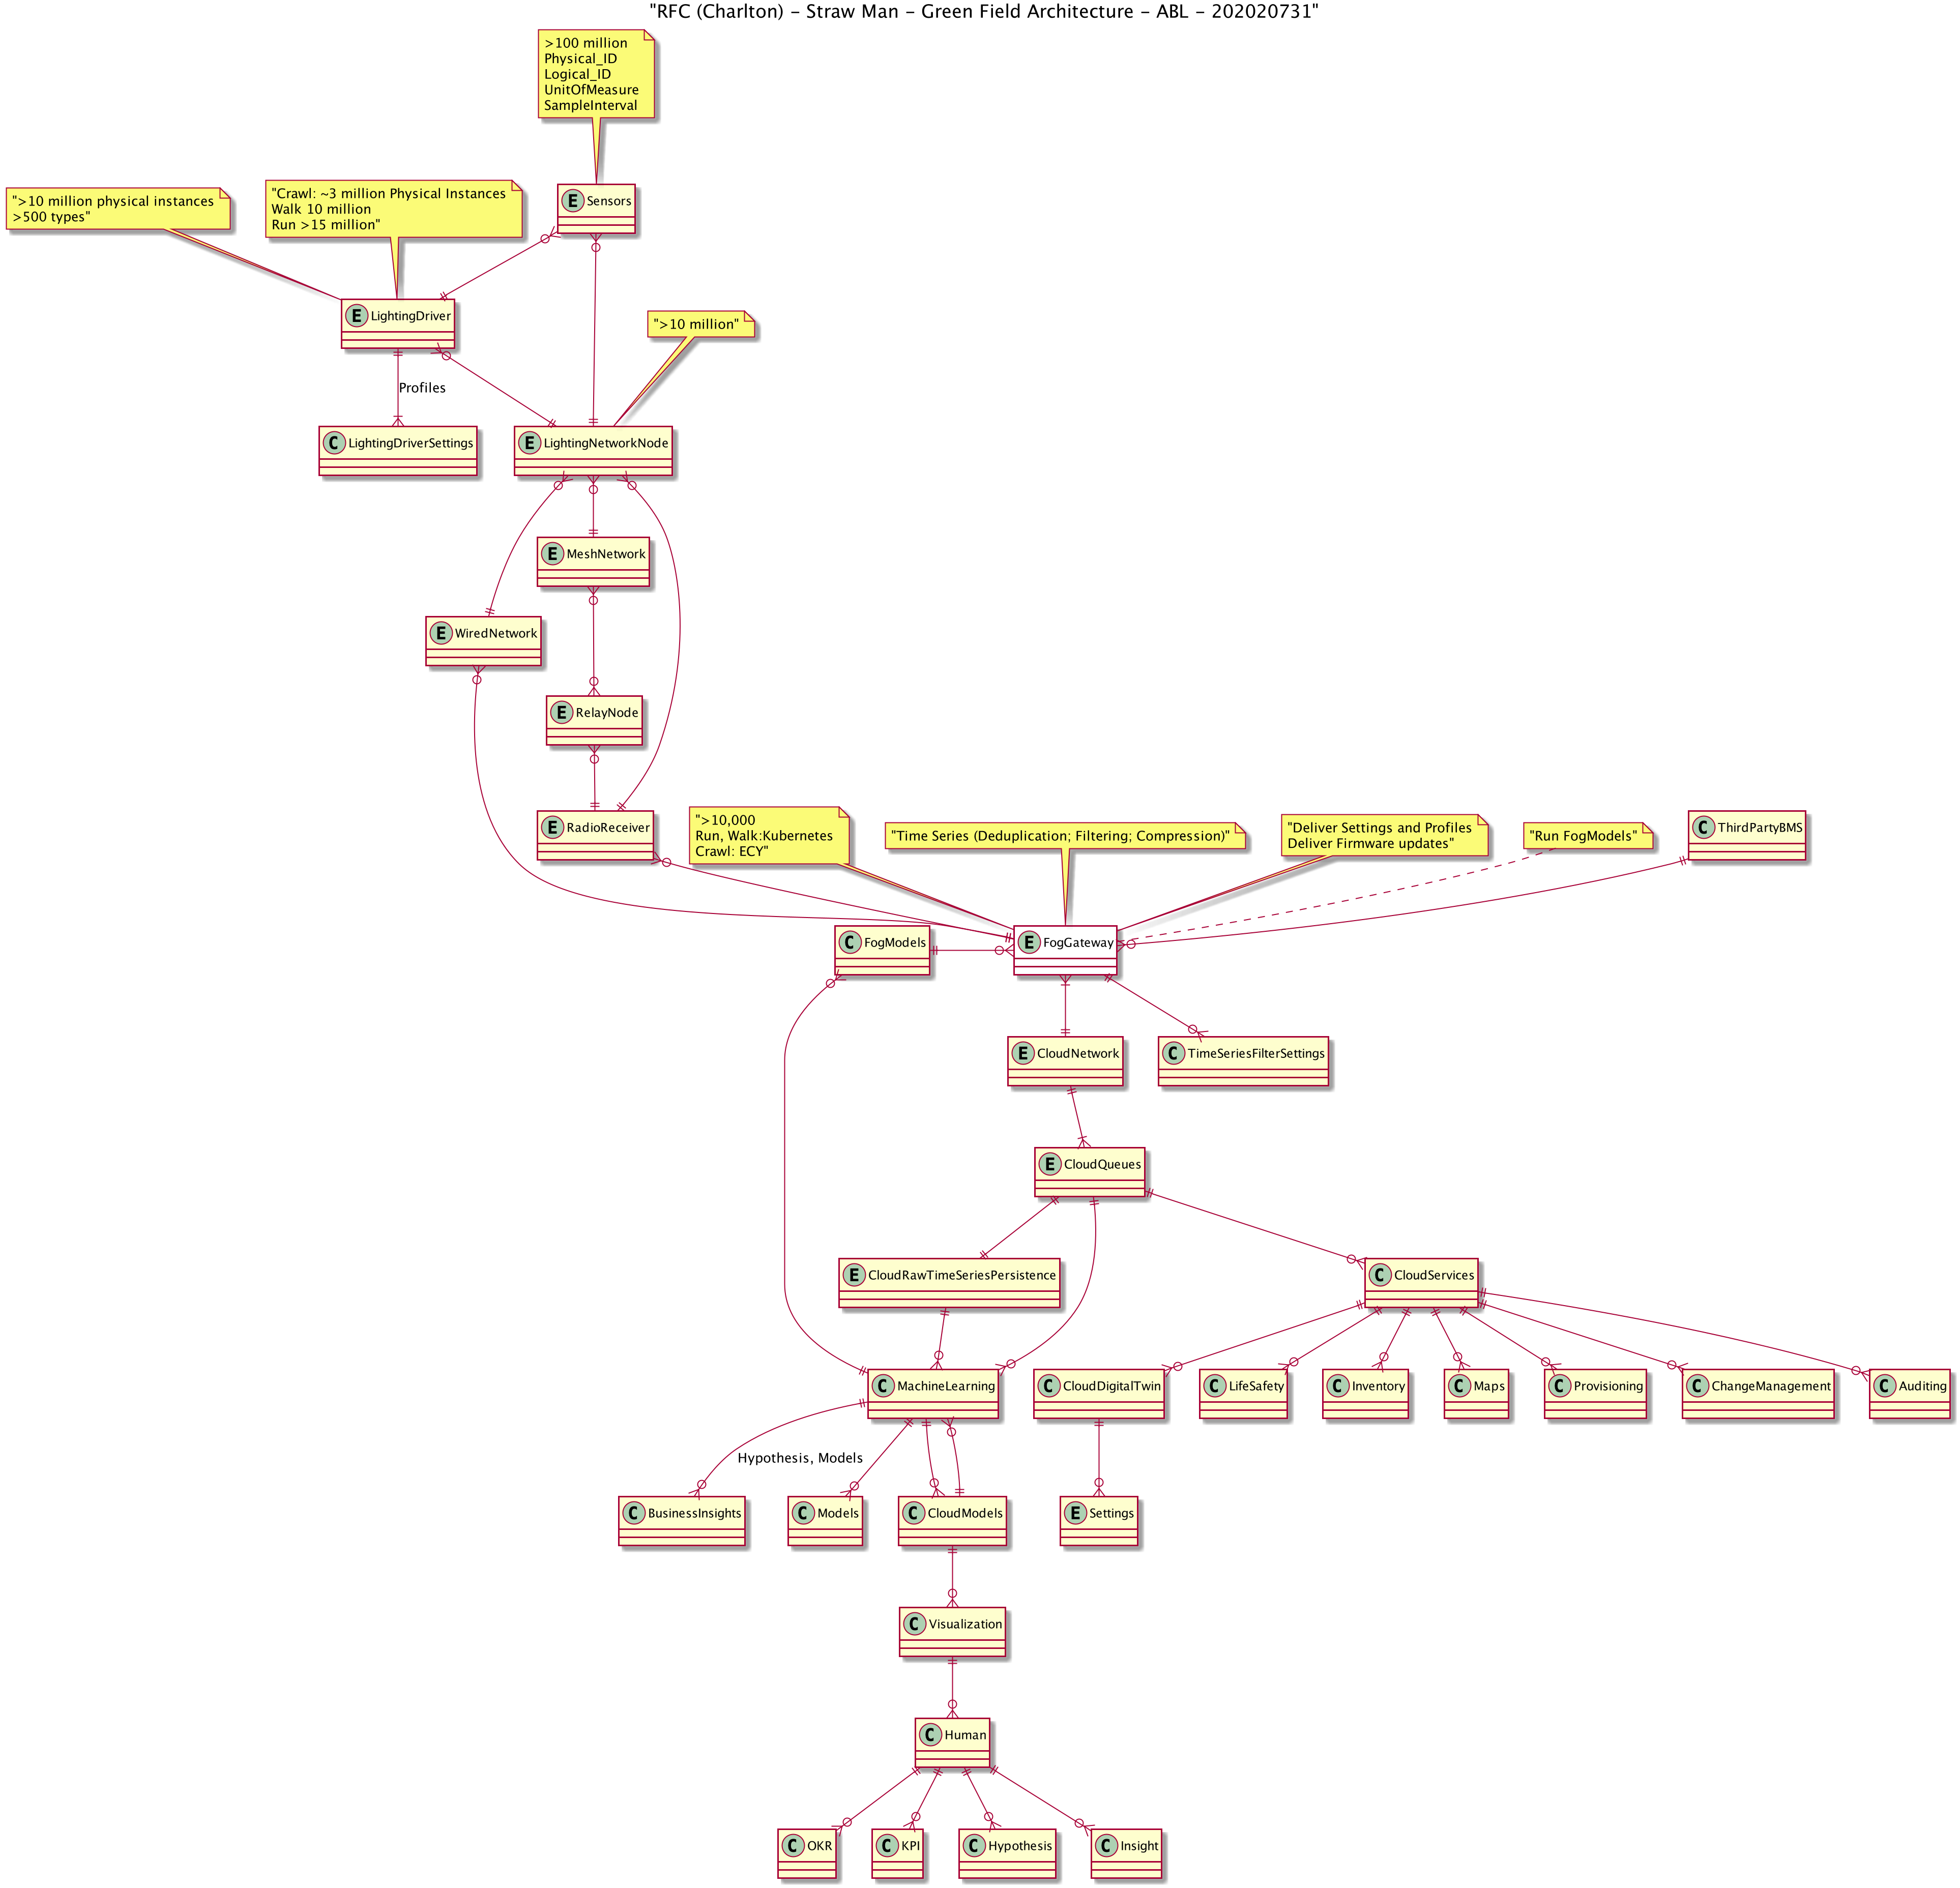 "RFC (Charlton) - Straw Man - Green Field Architecture - ABL - 202020731"
>100 million
Physical_ID
Logical_ID
UnitOfMeasure
SampleInterval
">10 million physical instances
>500 types"
"Crawl: ~3 million Physical Instances
Walk 10 million
Run >15 million"
E Sensors
E LightingDriver
">10 million"
Profiles
C LightingDriverSettings
E LightingNetworkNode
E MeshNetwork
E WiredNetwork
E RelayNode
E RadioReceiver
">10,000
Run, Walk:Kubernetes
Crawl: ECY"
"Time Series (Deduplication; Filtering; Compression)"
"Deliver Settings and Profiles
Deliver Firmware updates"
"Run FogModels"
C ThirdPartyBMS
C FogModels
E FogGateway
E CloudNetwork
C TimeSeriesFilterSettings
E CloudQueues
E CloudRawTimeSeriesPersistence
C CloudServices
C MachineLearning
C CloudDigitalTwin
C LifeSafety
C Inventory
C Maps
C Provisioning
C ChangeManagement
C Auditing
Hypothesis, Models
C BusinessInsights
C Models
C CloudModels
E Settings
C Visualization
C Human
C OKR
C KPI
C Hypothesis
C Insight